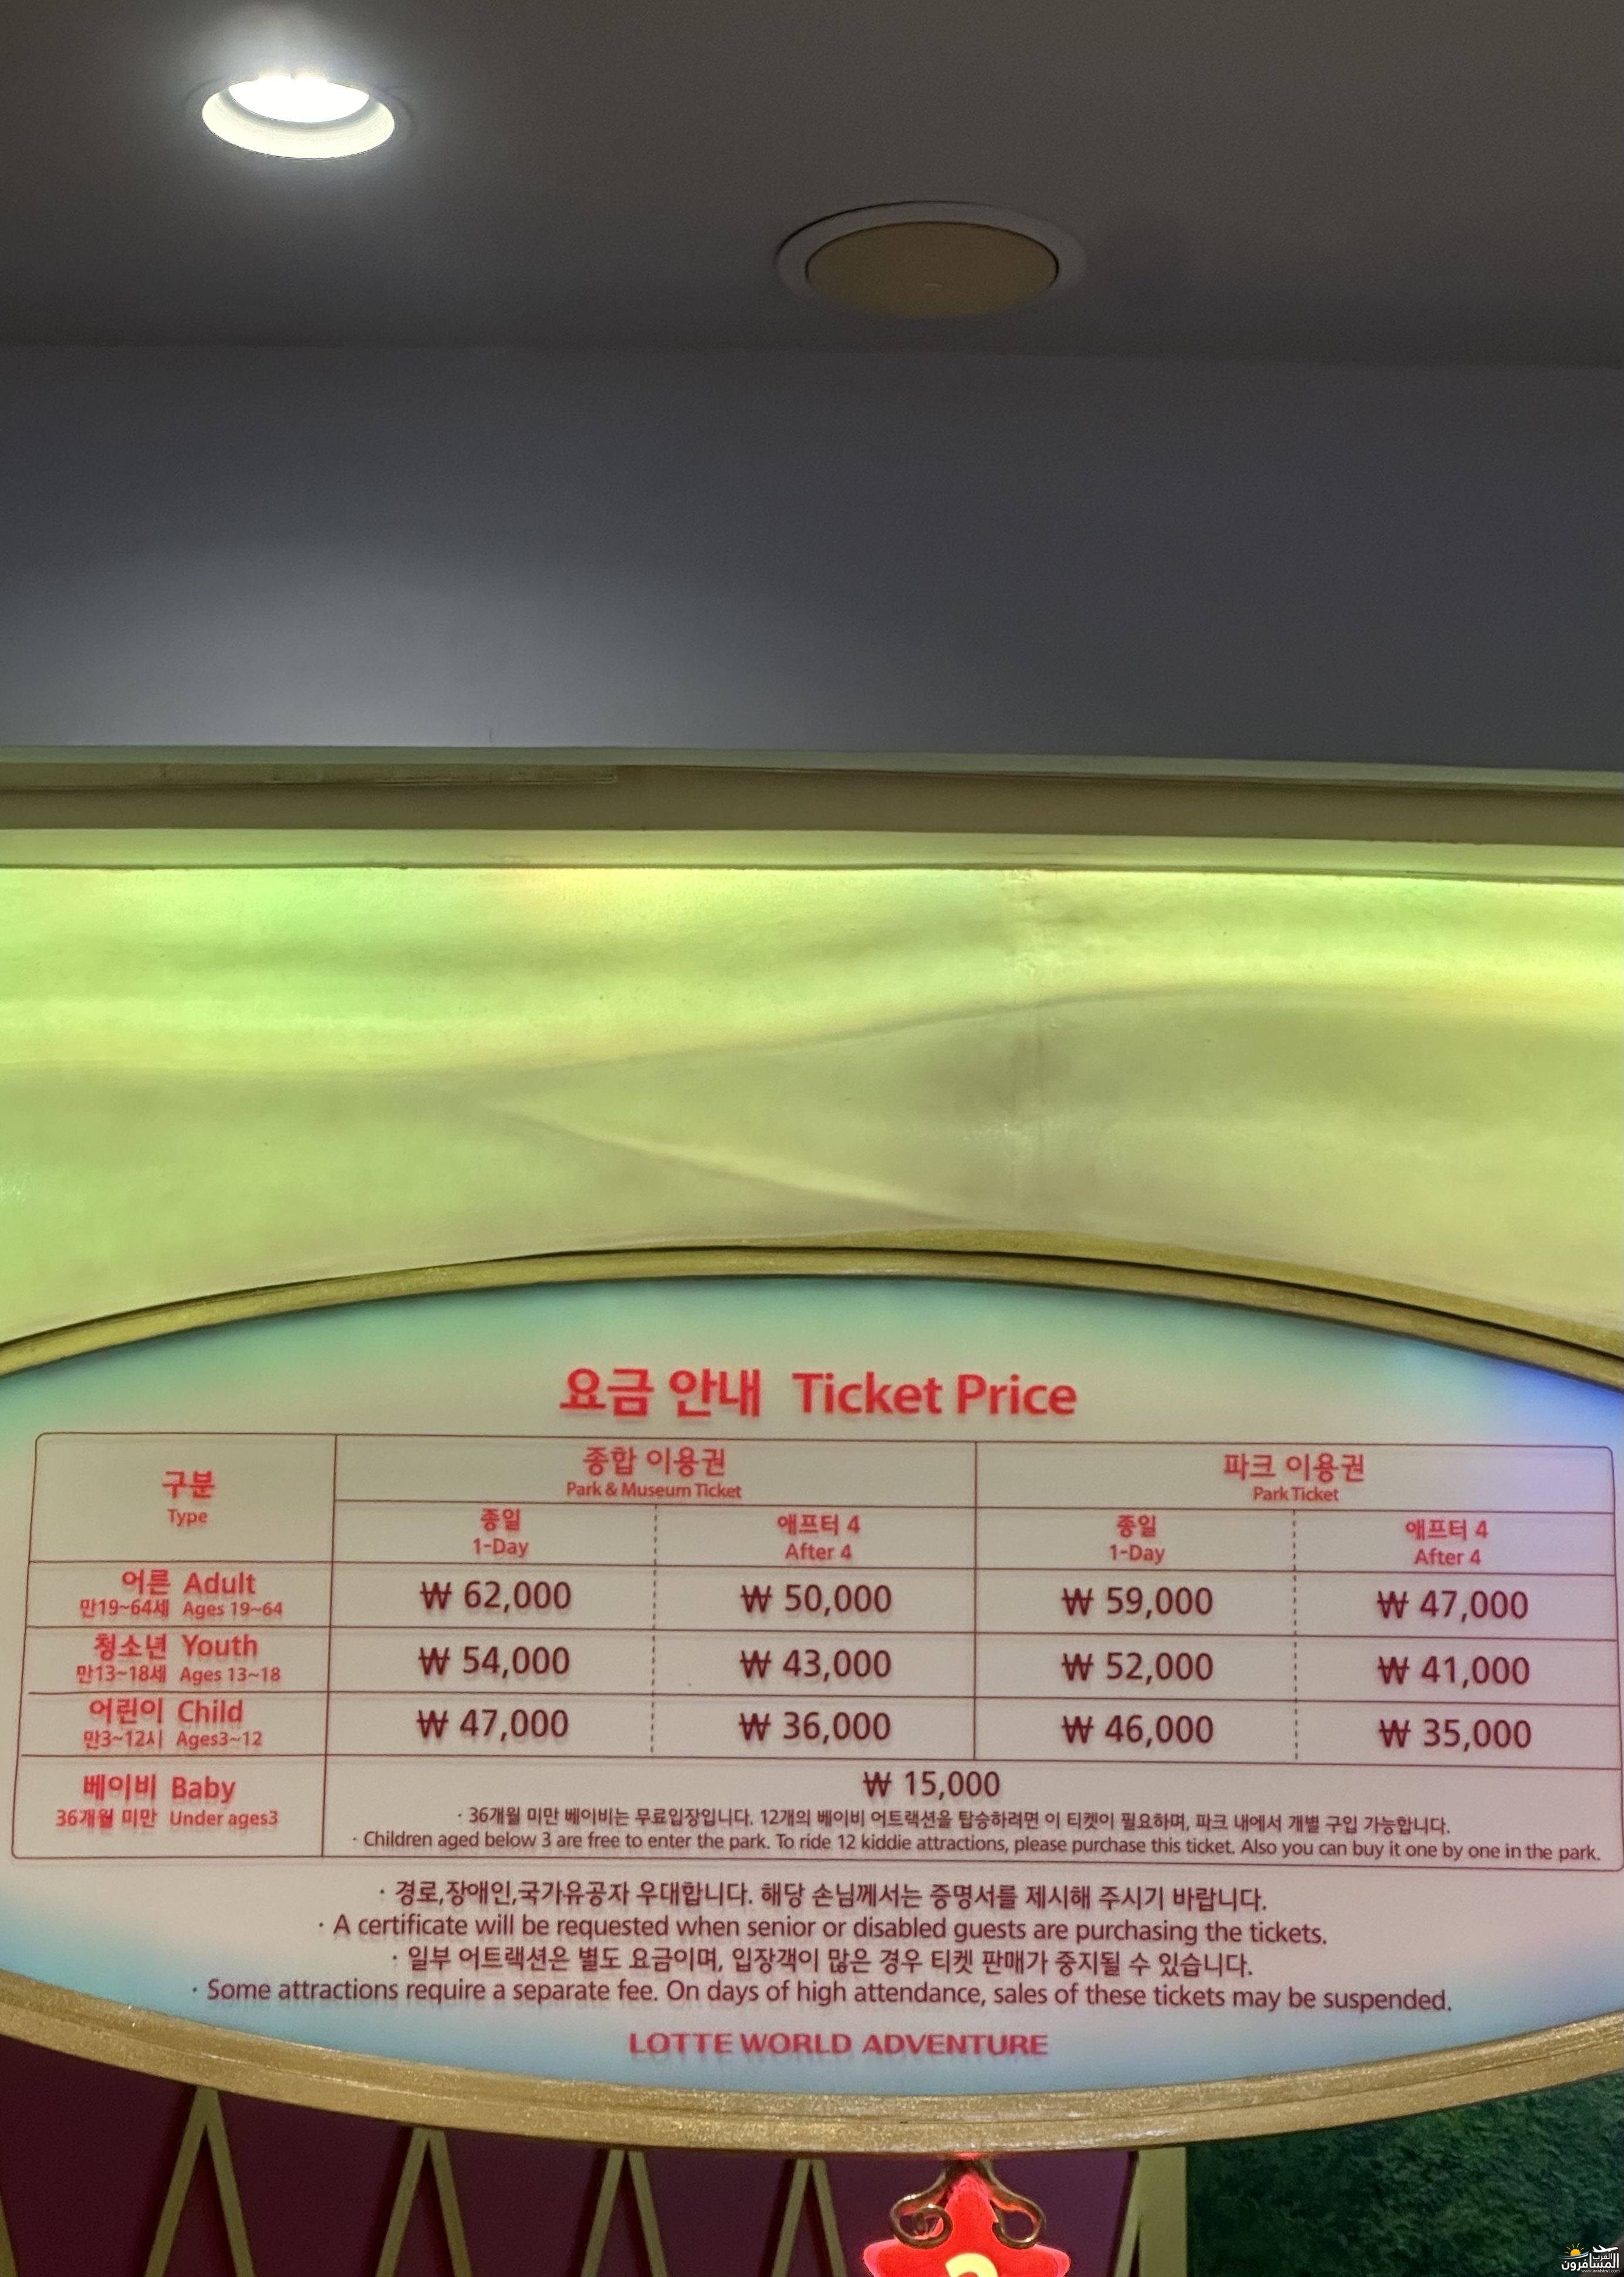 요금 안내 Ticket Price
구분
Type
종합 이용권
Park & Museum Ticket
파크 이용권
Park Ticket
종일
1-Day
애프터 4
After 4
종일
1-Day
애프터 4
After 4
어른 Adult
만19~64세 Ages 19~64
₩ 62,000
₩ 50,000
₩ 59,000
₩ 47,000
청소년 Youth
만13~18세 Ages 13~18
₩ 54,000
₩ 43,000
₩ 52,000
₩ 41,000
어린이 Child
만3~12시 Ages3~12
₩ 47,000
₩ 36,000
₩ 46,000
₩ 35,000
베이비 Baby
36개월 미만 Under ages3
₩ 15,000
· 36개월 미만 베이비는 무료입장입니다. 12개의 베이비 어트랙션을 탑승하려면 이 티켓이 필요하며, 파크 내에서 개별 구입 가능합니다.
· Children aged below 3 are free to enter the park. To ride 12 kiddie attractions, please purchase this ticket. Also you can buy it one by one in the park.
· 경로,장애인,국가유공자 우대합니다. 해당 손님께서는 증명서를 제시해 주시기 바랍니다.
· A certificate will be requested when senior or disabled guests are purchasing the tickets.
· 일부 어트랙션은 별도 요금이며, 입장객이 많은 경우 티켓 판매가 중지될 수 있습니다.
· Some attractions require a separate fee. On days of high attendance, sales of these tickets may be suspended.
LOTTE WORLD ADVENTURE
العرب
المسافرون